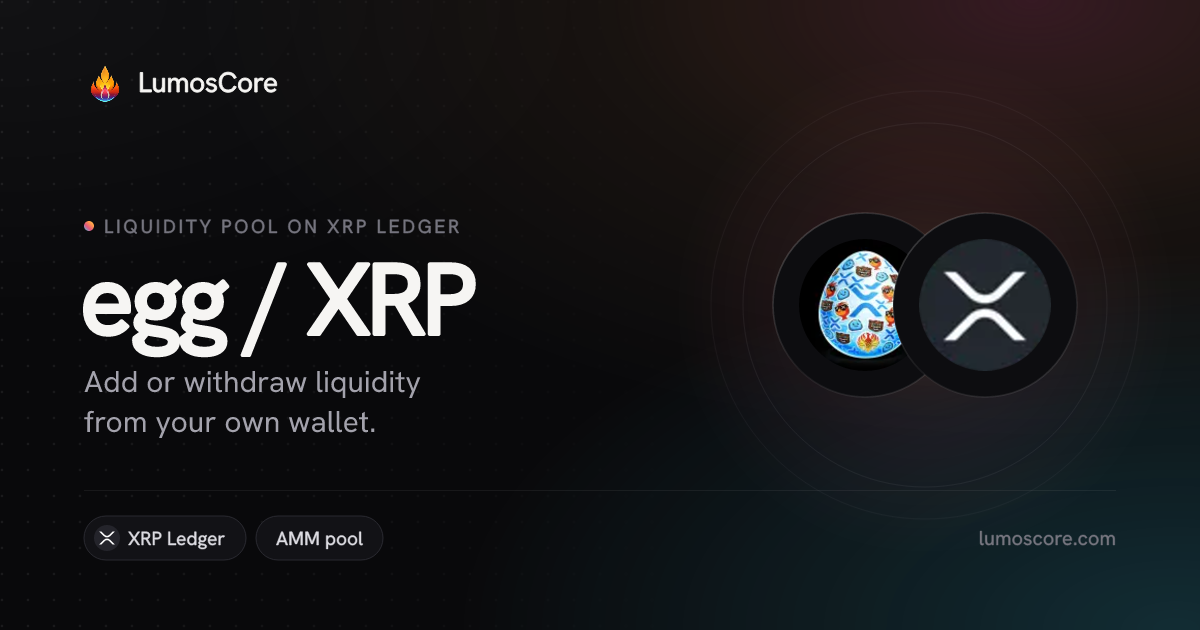 LumosCore
LIQUIDITY POOL ON XRP LEDGER
egg / XRP
Add or withdraw liquidity
from your own wallet.
XRP Ledger
AMM pool
lumoscore.com